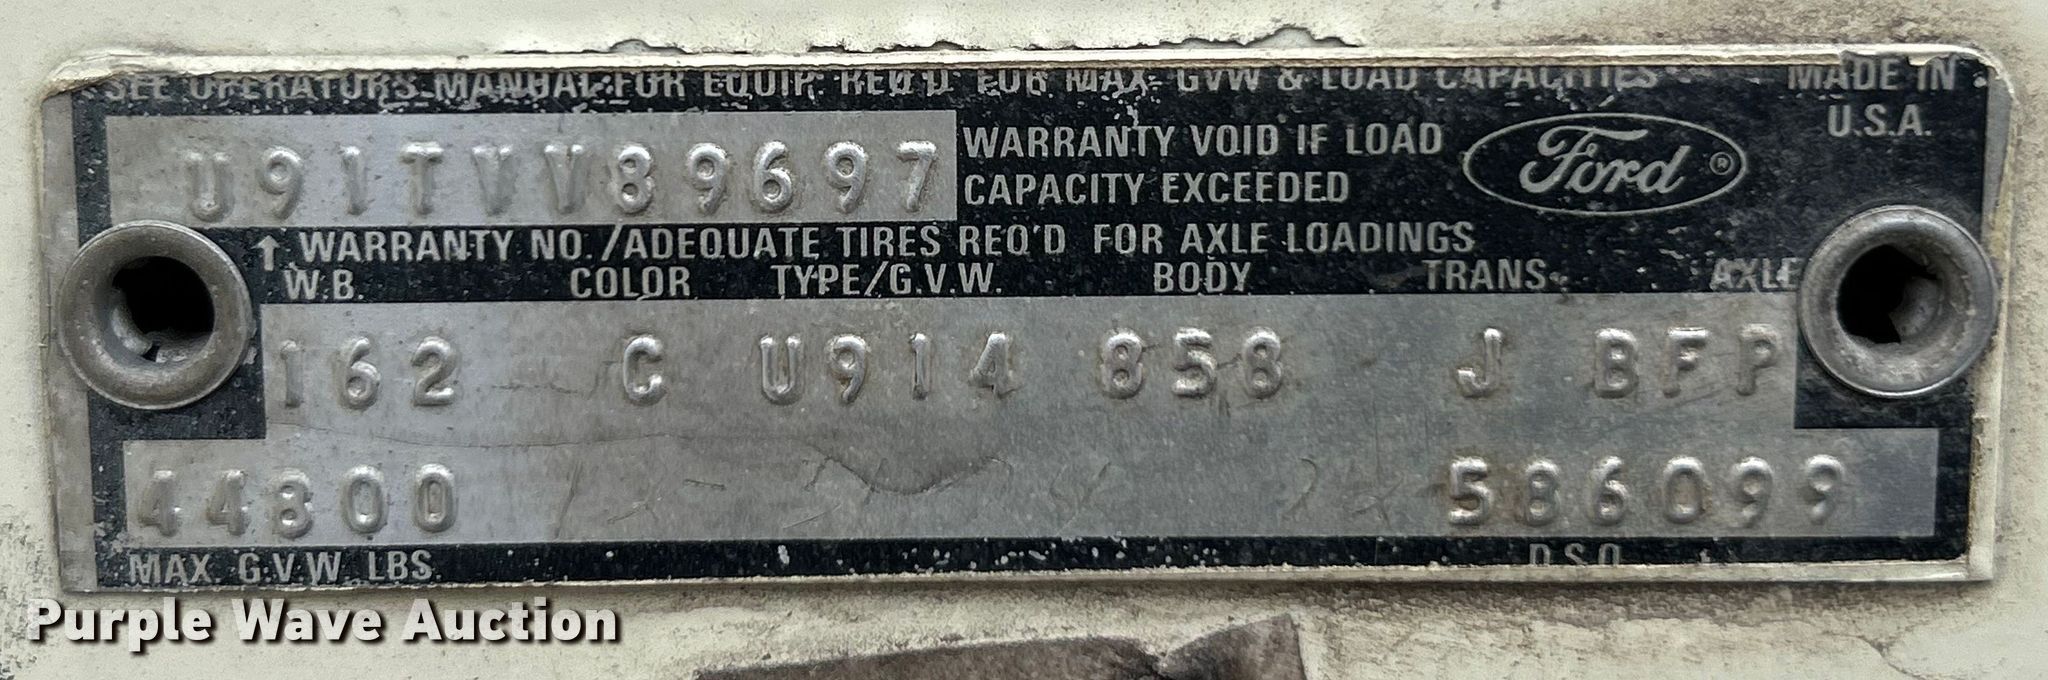 SEE OPERATOR'S MANUAL FOR EQUIP. REQ'D. FOR MAX. GVW & LOAD CAPACITIES
MADE IN U.S.A.
U91TVV89697
WARRANTY VOID IF LOAD
CAPACITY EXCEEDED
Ford ®
↑ WARRANTY NO./ADEQUATE TIRES REQ'D FOR AXLE LOADINGS
W.B. COLOR TYPE/G.V.W. BODY TRANS. AXLE
162 C U914 858 J BFP
44800 586099
MAX. G.V.W. LBS. D.S.O.
Purple Wave Auction